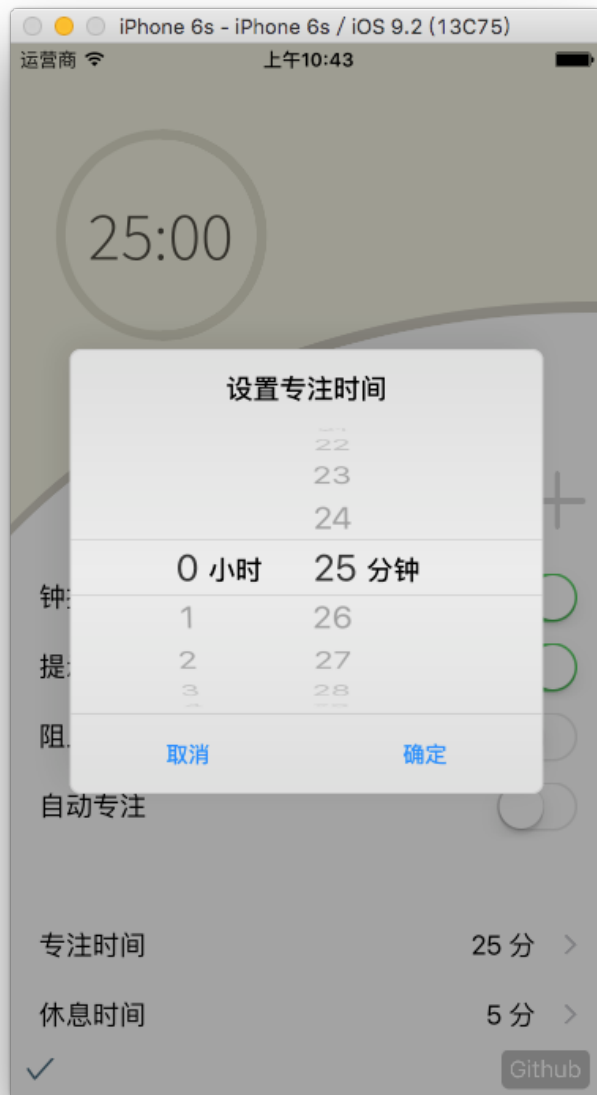 iPhone 6s - iPhone 6s / iOS 9.2 (13C75)
运营商 上午10:43
25:00
设置专注时间
22
23
24
0 小时 25 分钟
1 26
2 27
3 28
钟
提
阻
取消 确定
自动专注
专注时间 25 分
休息时间 5 分
Github